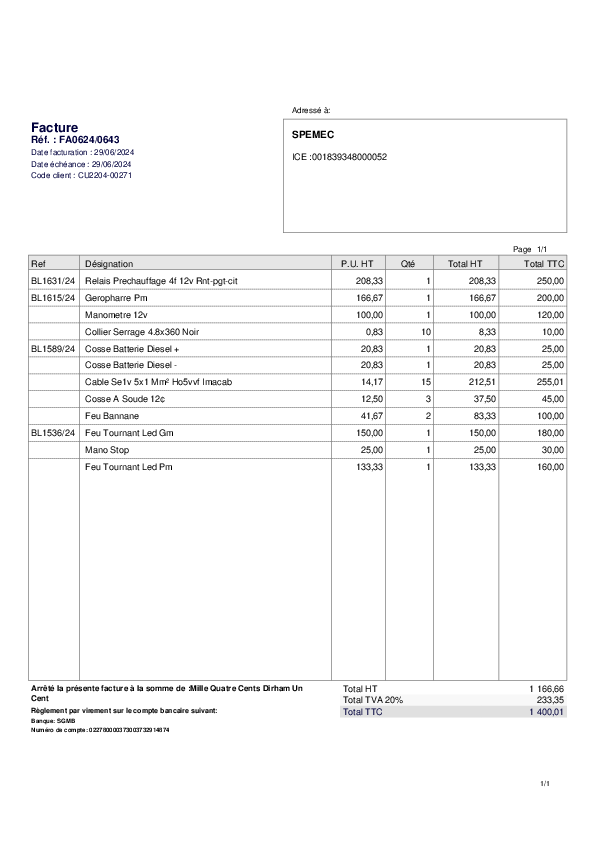 Adressé à:
Facture
Réf. : FA0624/0643
Date facturation : 29/06/2024
Date échéance : 29/06/2024
Code client : CU2204-00271
SPEMEC
ICE :001839348000052
Page 1/1
Ref Désignation P.U. HT Qté Total HT Total TTC
BL1631/24 Relais Prechauffage 4f 12v Rnt-pgt-cit 208,33 1 208,33 250,00
BL1615/24 Geropharre Pm 166,67 1 166,67 200,00
Manometre 12v 100,00 1 100,00 120,00
Collier Serrage 4.8x360 Noir 0,83 10 8,33 10,00
BL1589/24 Cosse Batterie Diesel + 20,83 1 20,83 25,00
Cosse Batterie Diesel - 20,83 1 20,83 25,00
Cable Se1v 5x1 Mm² Ho5vvf Imacab 14,17 15 212,51 255,01
Cosse A Soude 12¢ 12,50 3 37,50 45,00
Feu Bannane 41,67 2 83,33 100,00
BL1536/24 Feu Tournant Led Gm 150,00 1 150,00 180,00
Mano Stop 25,00 1 25,00 30,00
Feu Tournant Led Pm 133,33 1 133,33 160,00
Arrêté la présente facture à la somme de :Mille Quatre Cents Dirham Un
Cent
Règlement par virement sur le compte bancaire suivant:
Banque: SGMB
Numéro de compte: 022780000373003732914874
Total HT 1 166,66
Total TVA 20% 233,35
Total TTC 1 400,01
1/1